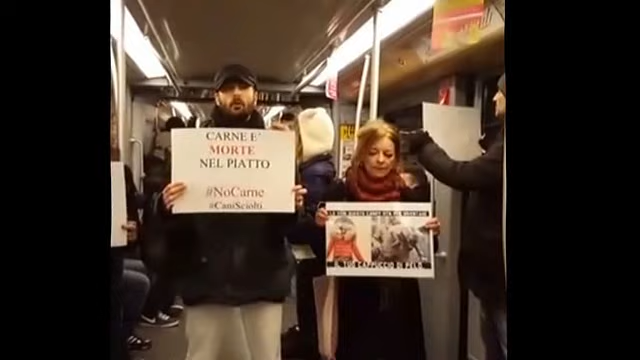 CARNE E'
MORTE
NEL PIATTO
#NoCarne
#CaniSciolti
IL TUO CAPPUCCIO DI PELO